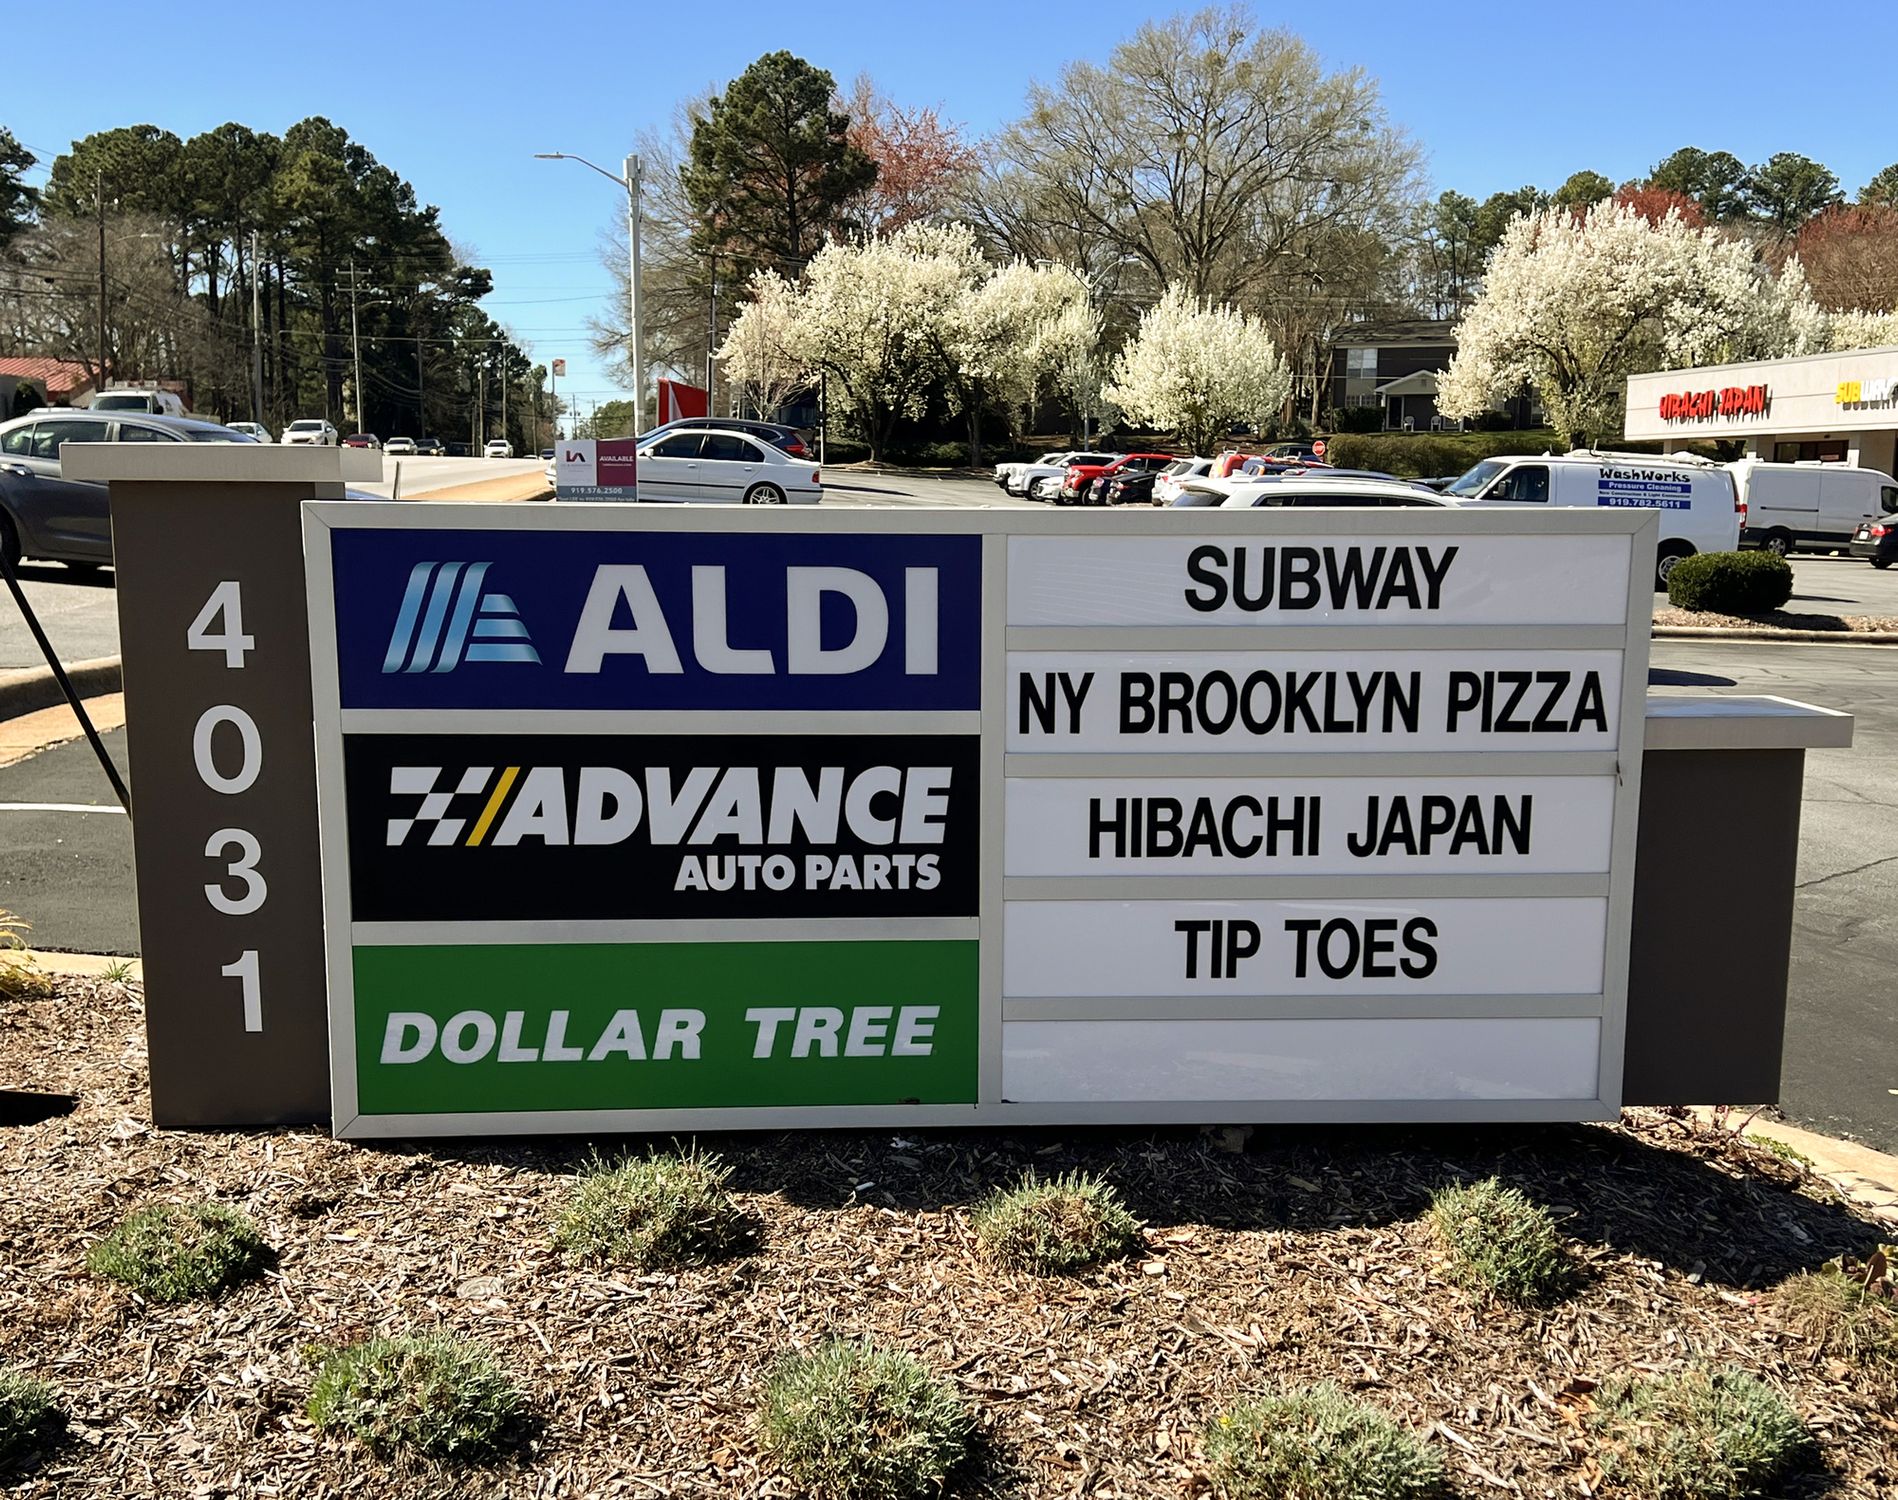 HIBACHI JAPAN
SUBWAY
WashWorks
Pressure Cleaning
919.782.5611
AVAILABLE
919.576.2500
4031
ALDI
ADVANCE
AUTO PARTS
DOLLAR TREE
SUBWAY
NY BROOKLYN PIZZA
HIBACHI JAPAN
TIP TOES